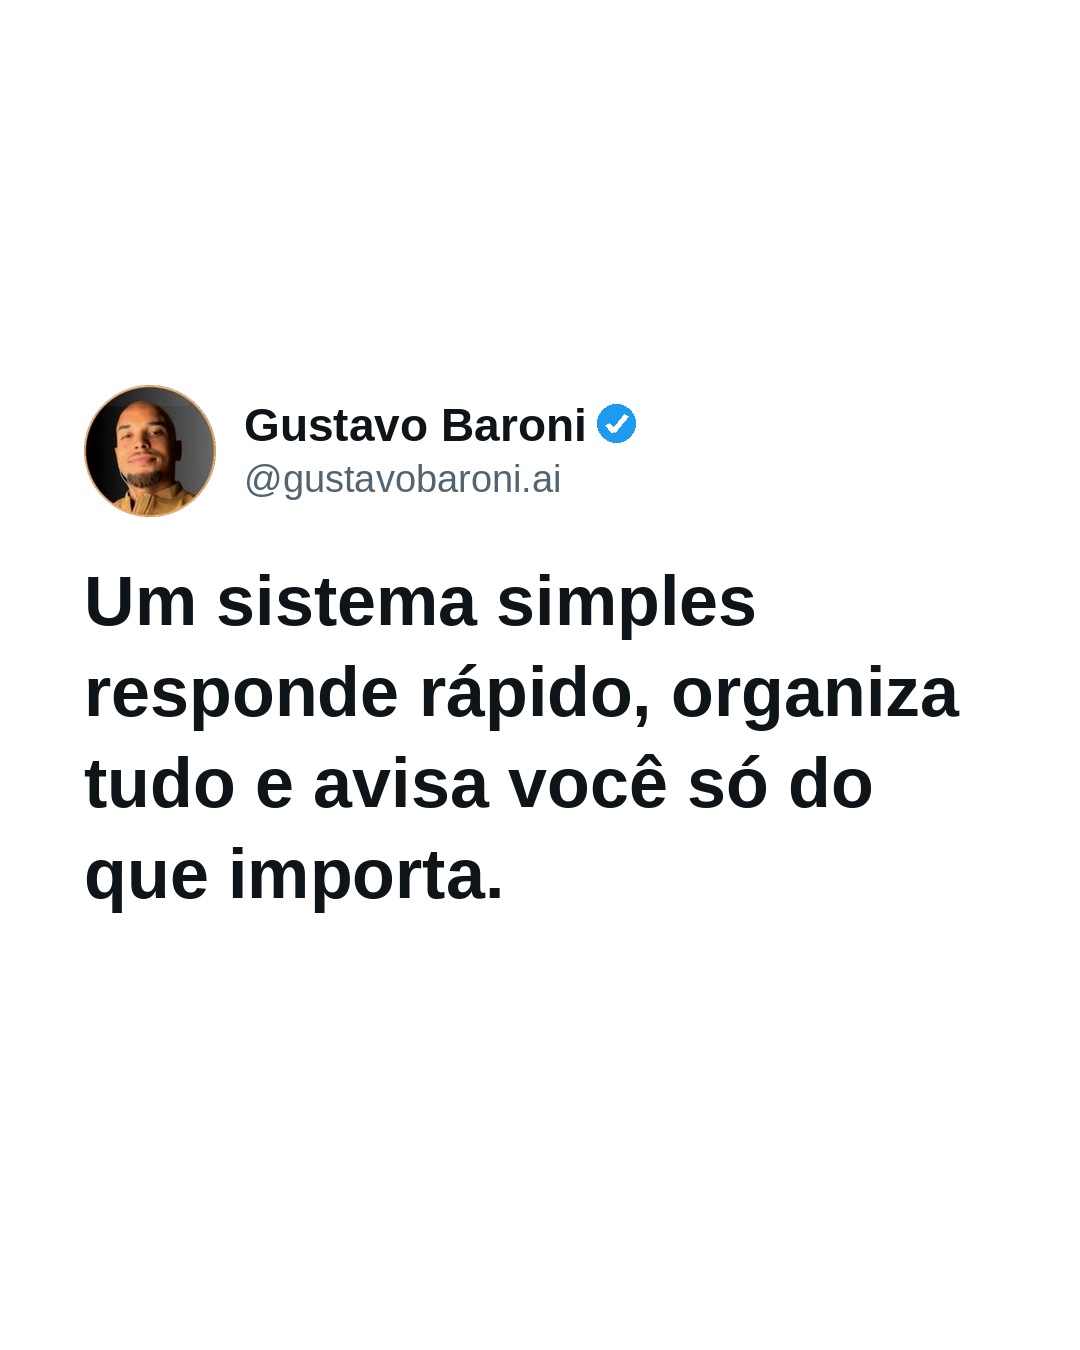 Gustavo Baroni
@gustavobaroni.ai
Um sistema simples
responde rápido, organiza
tudo e avisa você só do
que importa.